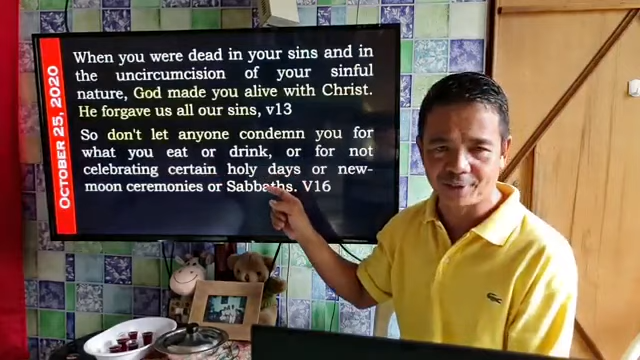 OCTOBER 25, 2020
When you were dead in your sins and in
the uncircumcision of your sinful
nature, God made you alive with Christ.
He forgave us all our sins, v13
So don't let anyone condemn you for
what you eat or drink, or for not
celebrating certain holy days or new-
moon ceremonies or Sabbaths. V16